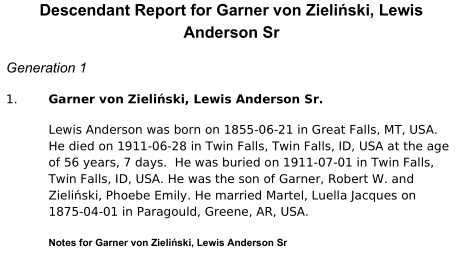 Descendant Report for Garner von Zieliński, Lewis
Anderson Sr
Generation 1
1. Garner von Zieliński, Lewis Anderson Sr.
Lewis Anderson was born on 1855-06-21 in Great Falls, MT, USA.
He died on 1911-06-28 in Twin Falls, Twin Falls, ID, USA at the age
of 56 years, 7 days. He was buried on 1911-07-01 in Twin Falls,
Twin Falls, ID, USA. He was the son of Garner, Robert W. and
Zieliński, Phoebe Emily. He married Martel, Luella Jacques on
1875-04-01 in Paragould, Greene, AR, USA.
Notes for Garner von Zieliński, Lewis Anderson Sr